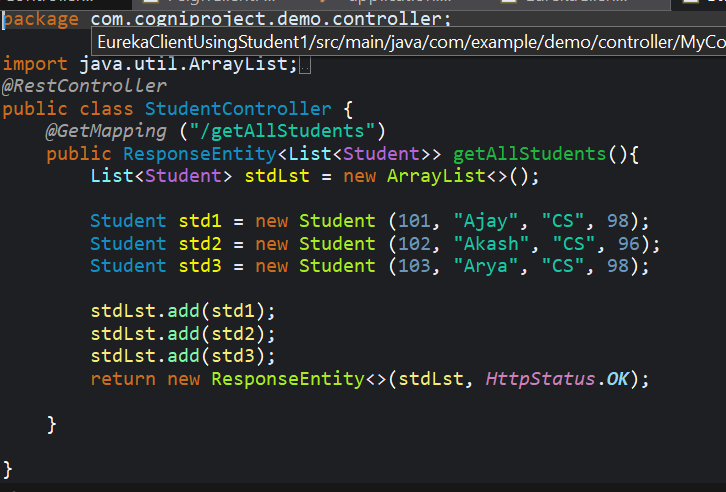 package com.cogniproject.demo.controller;
EurekaClientUsingStudent1/src/main/java/com/example/demo/controller/MyCo
import java.util.ArrayList;
@RestController
public class StudentController {
@GetMapping ("/getAllStudents")
public ResponseEntity<List<Student>> getAllStudents(){
List<Student> stdLst = new ArrayList<>();
Student std1 = new Student (101, "Ajay", "CS", 98);
Student std2 = new Student (102, "Akash", "CS", 96);
Student std3 = new Student (103, "Arya", "CS", 98);
stdLst.add(std1);
stdLst.add(std2);
stdLst.add(std3);
return new ResponseEntity<>(stdLst, HttpStatus.OK);
}
}